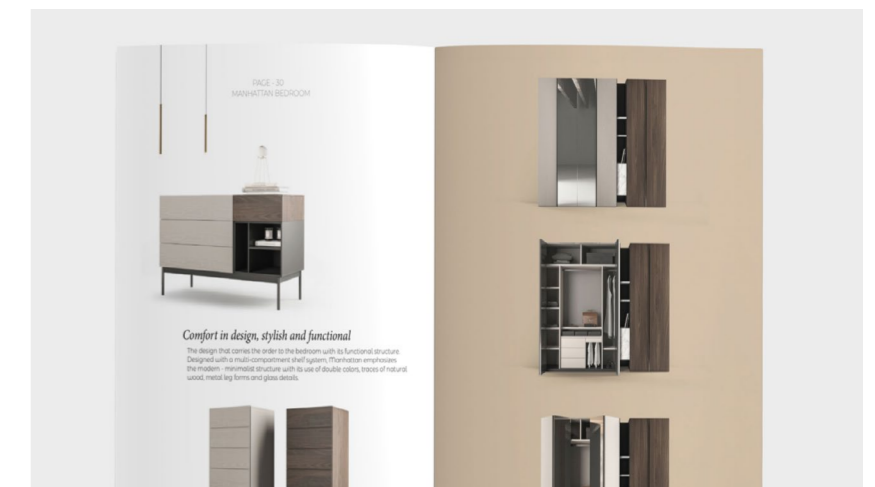 PAGE - 30
MANHATTAN BEDROOM
Comfort in design, stylish and functional
The design that carries the order to the bedroom with its functional structure.
Designed with a multi-compartment shelf system, Manhattan emphasizes
the modern - minimalist structure with its use of double colors, traces of natural
wood, metal leg forms and glass details.